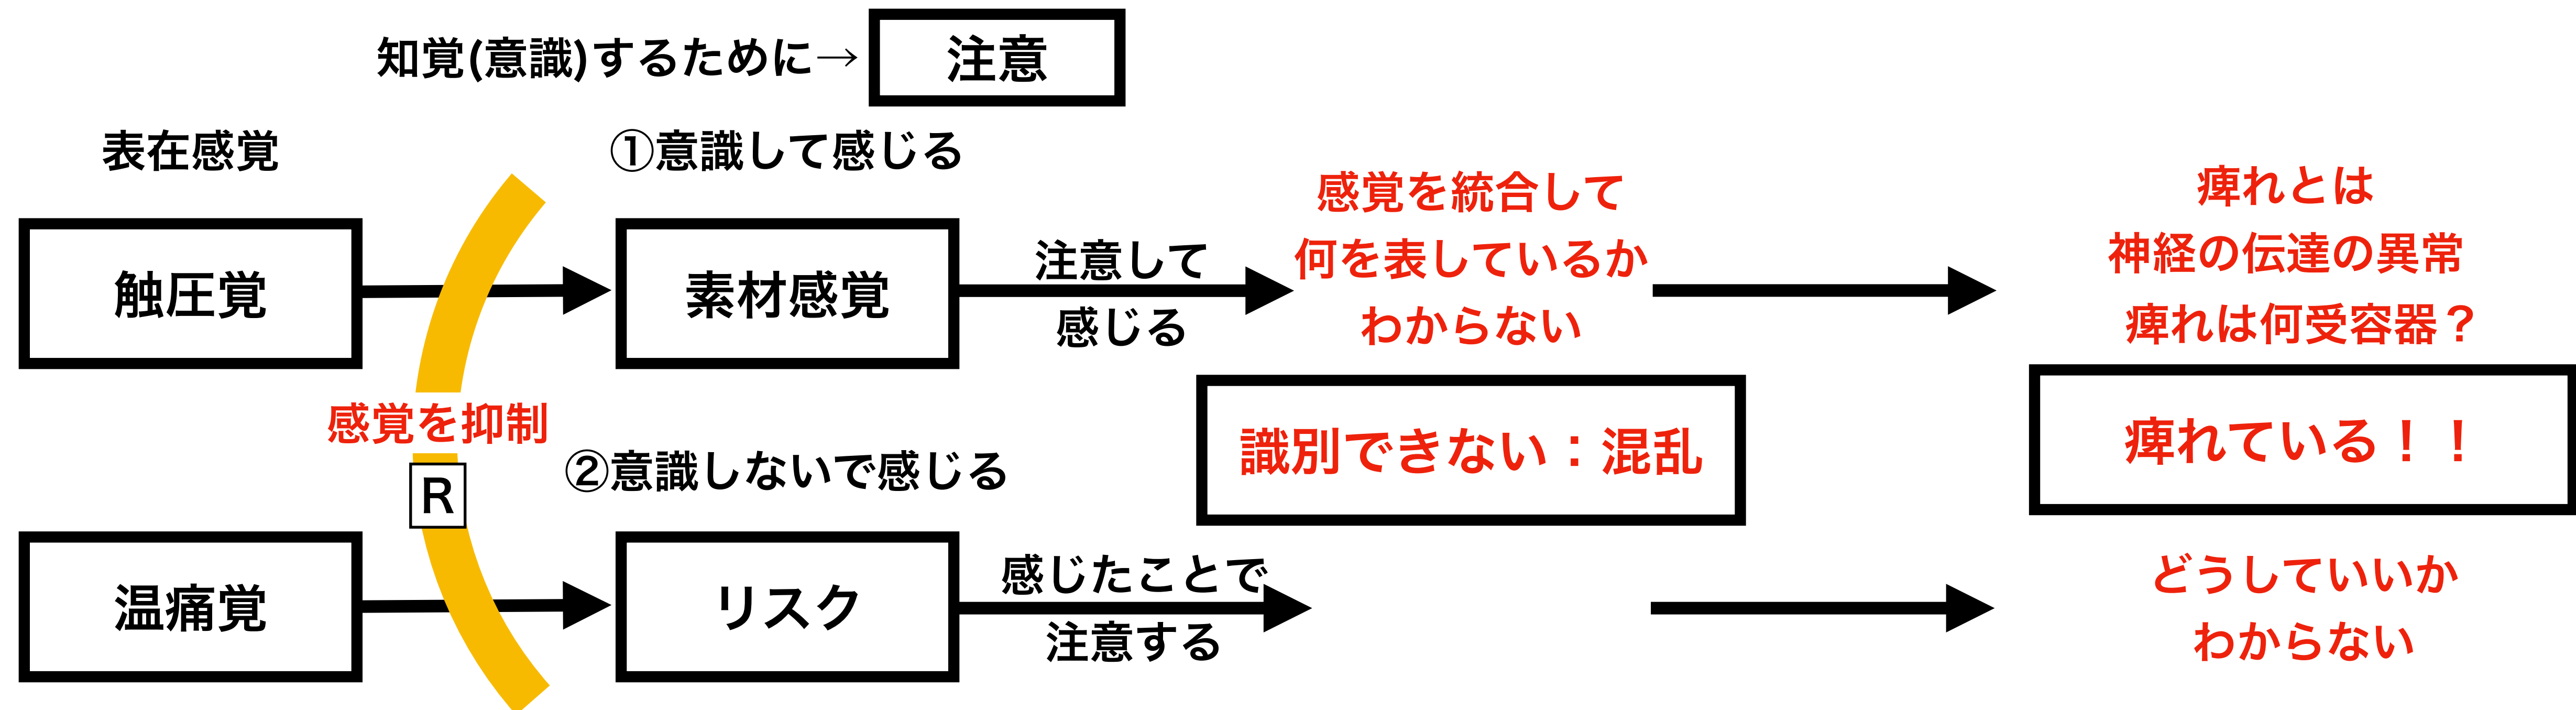 知覚(意識)するために→
注意
表在感覚
①意識して感じる
触圧覚
素材感覚
注意して
感じる
感覚を統合して
何を表しているか
わからない
痺れとは
神経の伝達の異常
痺れは何受容器？
感覚を抑制
R
②意識しないで感じる
識別できない：混乱
痺れている！！
温痛覚
リスク
感じたことで
注意する
どうしていいか
わからない